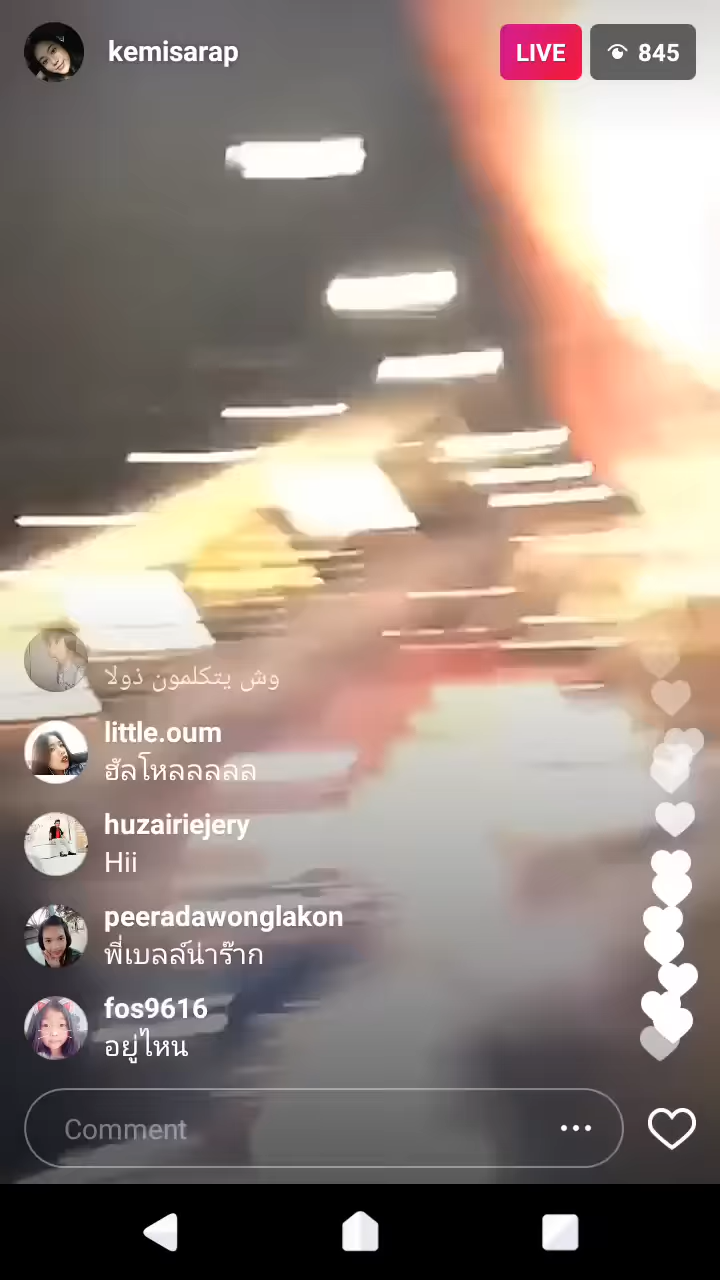 kemisarap
LIVE
845
وش يتكلمون ذولا
little.oum
ฮัลโหลลลลล
huzairiejery
Hii
peeradawonglakon
พี่เบลล์น่าร๊าก
fos9616
อยู่ไหน
Comment